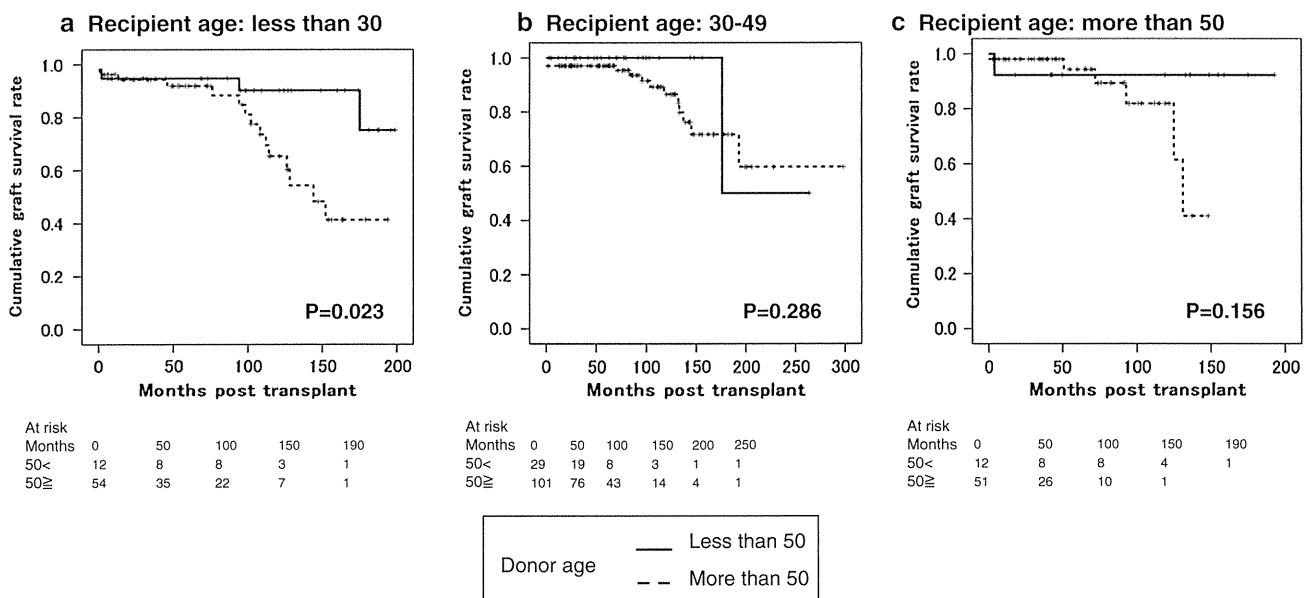 a Recipient age: less than 30
Cumulative graft survival rate
1.0
0.8
0.6
0.4
0.2
0.0
P=0.023
0 50 100 150 200
Months post transplant
At risk
Months 0 50 100 150 190
50< 12 8 8 3 1
50≧ 54 35 22 7 1
b Recipient age: 30-49
Cumulative graft survival rate
1.0
0.8
0.6
0.4
0.2
0.0
P=0.286
0 50 100 150 200 250 300
Months post transplant
At risk
Months 0 50 100 150 200 250
50< 29 19 8 3 1 1
50≧ 101 76 43 14 4 1
c Recipient age: more than 50
Cumulative graft survival rate
1.0
0.8
0.6
0.4
0.2
0.0
P=0.156
0 50 100 150 200
Months post transplant
At risk
Months 0 50 100 150 190
50< 12 8 8 4 1
50≧ 51 26 10 1
Donor age
Less than 50
More than 50